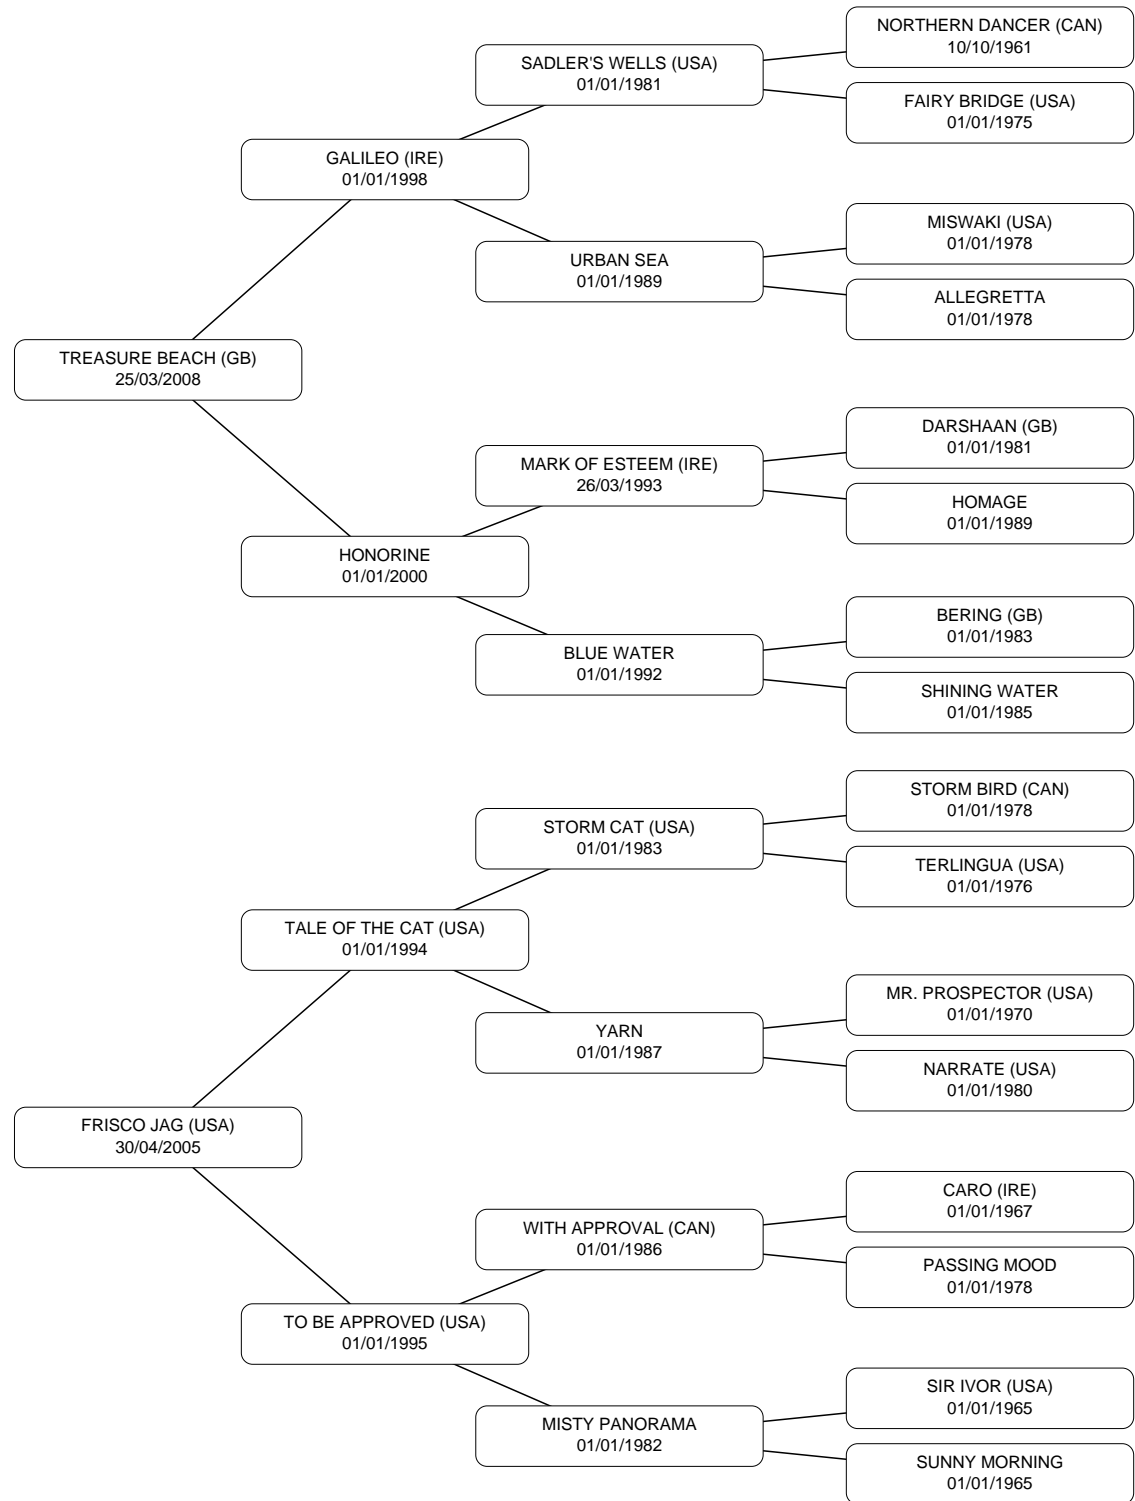 NORTHERN DANCER (CAN)
10/10/1961
SADLER'S WELLS (USA)
01/01/1981
FAIRY BRIDGE (USA)
01/01/1975
GALILEO (IRE)
01/01/1998
MISWAKI (USA)
01/01/1978
URBAN SEA
01/01/1989
ALLEGRETTA
01/01/1978
TREASURE BEACH (GB)
25/03/2008
DARSHAAN (GB)
01/01/1981
MARK OF ESTEEM (IRE)
26/03/1993
HOMAGE
01/01/1989
HONORINE
01/01/2000
BERING (GB)
01/01/1983
BLUE WATER
01/01/1992
SHINING WATER
01/01/1985
STORM BIRD (CAN)
01/01/1978
STORM CAT (USA)
01/01/1983
TERLINGUA (USA)
01/01/1976
TALE OF THE CAT (USA)
01/01/1994
MR. PROSPECTOR (USA)
01/01/1970
YARN
01/01/1987
NARRATE (USA)
01/01/1980
FRISCO JAG (USA)
30/04/2005
CARO (IRE)
01/01/1967
WITH APPROVAL (CAN)
01/01/1986
PASSING MOOD
01/01/1978
TO BE APPROVED (USA)
01/01/1995
SIR IVOR (USA)
01/01/1965
MISTY PANORAMA
01/01/1982
SUNNY MORNING
01/01/1965